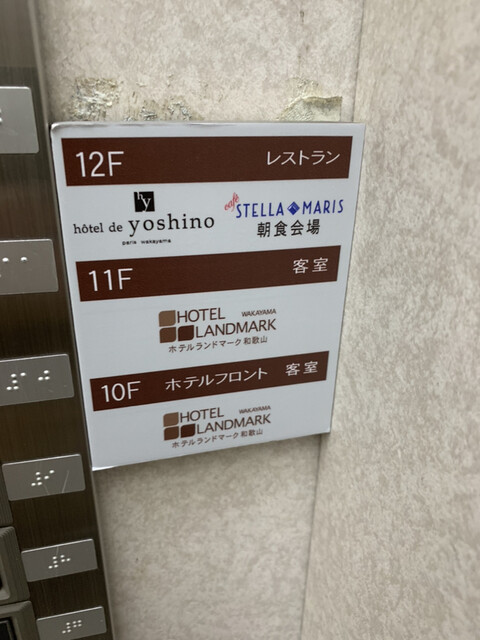 12F レストラン
hy
hôtel de yoshino
paris wakayama
café STELLA MARIS
朝食会場
11F 客室
HOTEL WAKAYAMA
LANDMARK
ホテルランドマーク和歌山
10F ホテルフロント 客室
HOTEL WAKAYAMA
LANDMARK
ホテルランドマーク和歌山